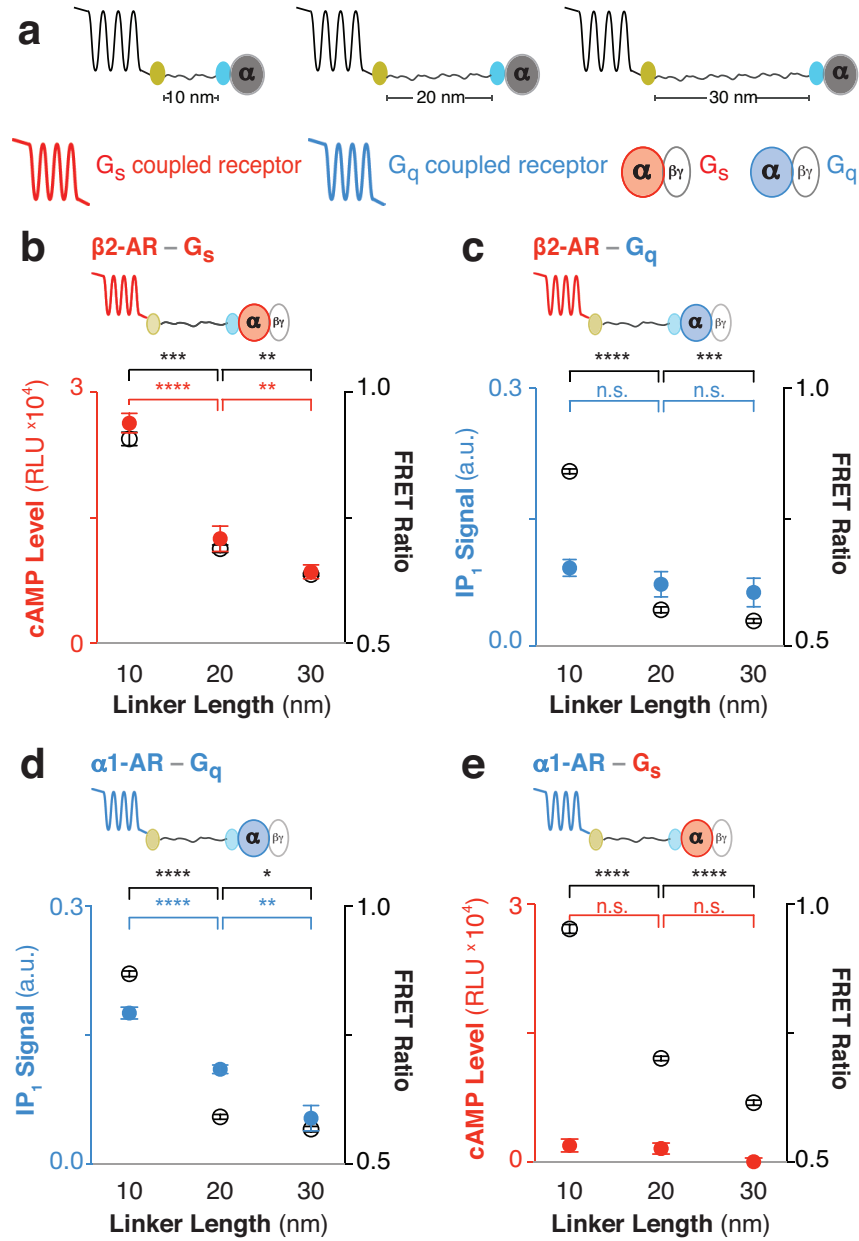 a
α
α
α
10 nm
20 nm
30 nm
Gs coupled receptor
Gq coupled receptor
α βγ Gs
α βγ Gq
b
β2-AR – Gs
α βγ
*** **
**** **
3
0
cAMP Level (RLU ×10⁴)
1.0
0.5
FRET Ratio
10 20 30
Linker Length (nm)
c
β2-AR – Gq
α βγ
**** ***
n.s. n.s.
0.3
0.0
IP₁ Signal (a.u.)
1.0
0.5
FRET Ratio
10 20 30
Linker Length (nm)
d
α1-AR – Gq
α βγ
**** *
**** **
0.3
0.0
IP₁ Signal (a.u.)
1.0
0.5
FRET Ratio
10 20 30
Linker Length (nm)
e
α1-AR – Gs
α βγ
**** ****
n.s. n.s.
3
0
cAMP Level (RLU ×10⁴)
1.0
0.5
FRET Ratio
10 20 30
Linker Length (nm)